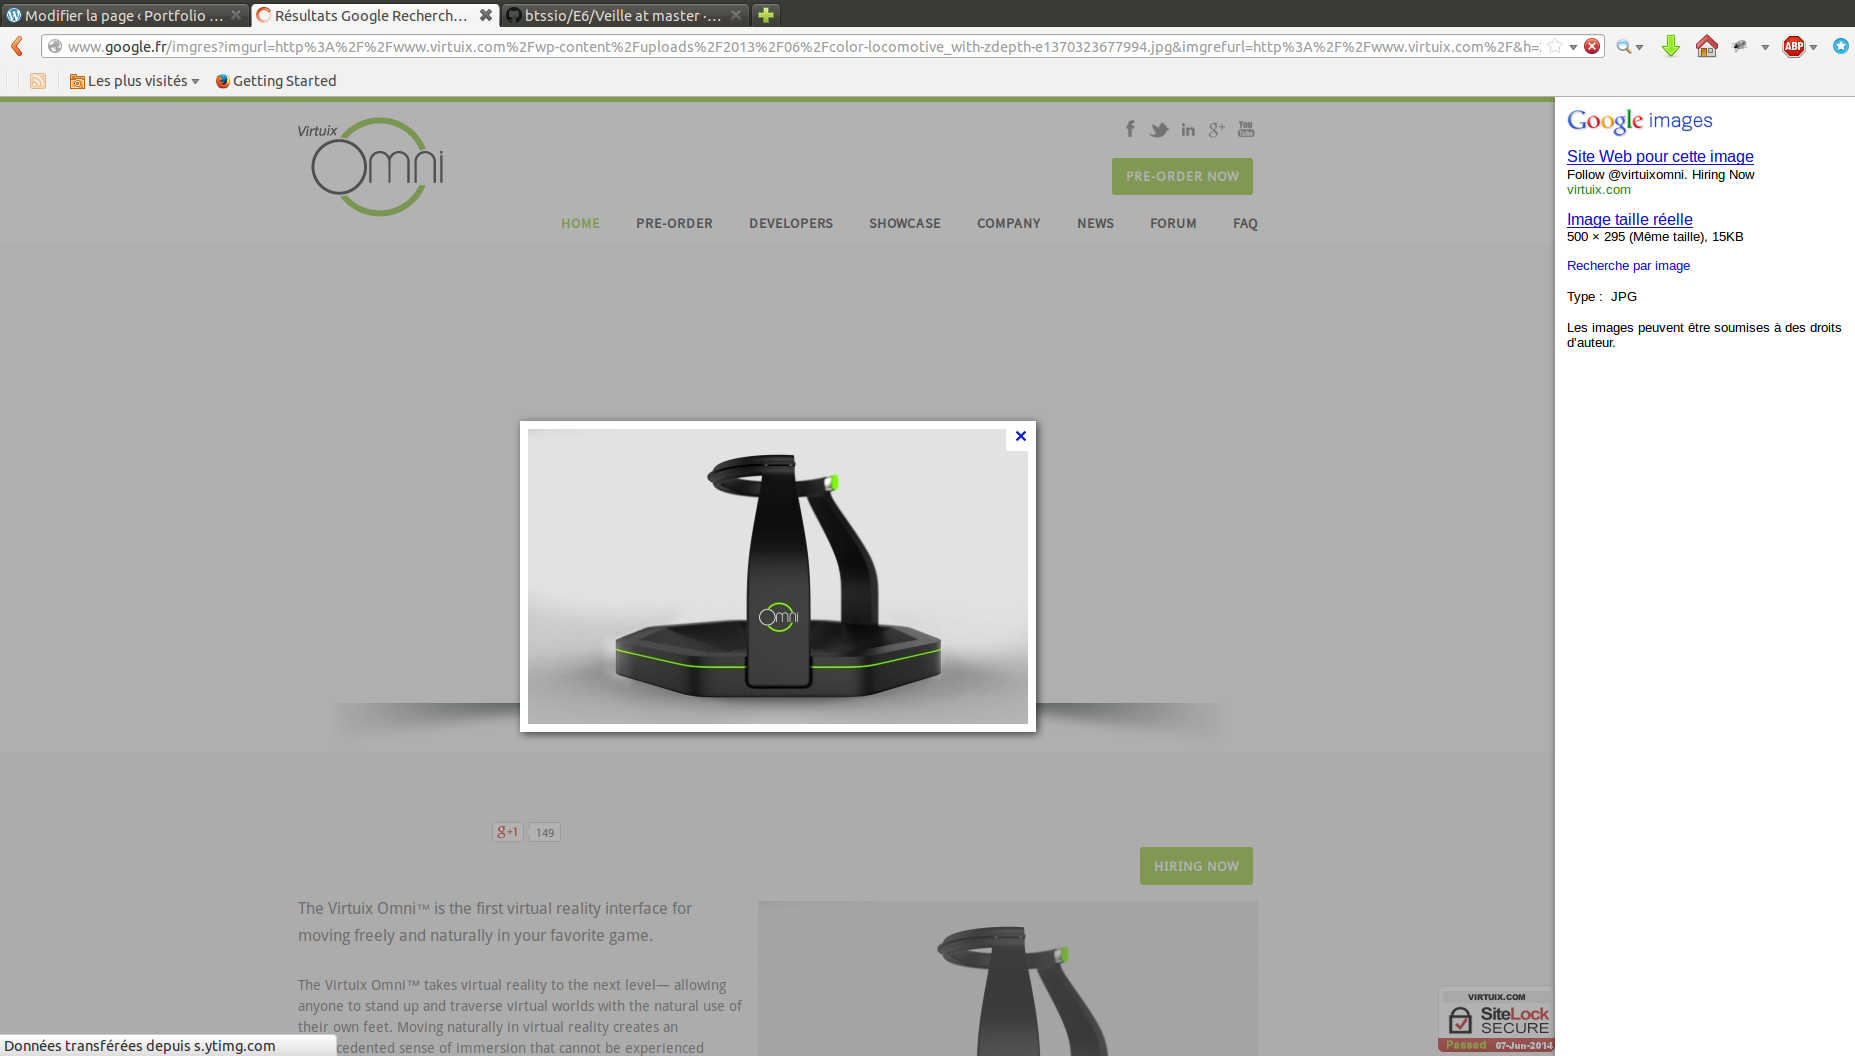 Modifier la page ‹ Portfolio ...
Résultats Google Recherch...
btssio/E6/Veille at master ·...
www.google.fr/imgres?imgurl=http%3A%2F%2Fwww.virtuix.com%2Fwp-content%2Fuploads%2F2013%2F06%2Fcolor-locomotive_with-zdepth-e1370323677994.jpg&imgrefurl=http%3A%2F%2Fwww.virtuix.com%2F&h=
ABP
Les plus visités
Getting Started
Virtuix
Omni
f in g+ You Tube
PRE-ORDER NOW
HOME PRE-ORDER DEVELOPERS SHOWCASE COMPANY NEWS FORUM FAQ
Omni
g+1 149
HIRING NOW
The Virtuix Omni™ is the first virtual reality interface for
moving freely and naturally in your favorite game.
The Virtuix Omni™ takes virtual reality to the next level— allowing
anyone to stand up and traverse virtual worlds with the natural use of
their own feet. Moving naturally in virtual reality creates an
cedented sense of immersion that cannot be experienced
Données transférées depuis s.ytimg.com
Google images
Site Web pour cette image
Follow @virtuixomni. Hiring Now
virtuix.com
Image taille réelle
500 × 295 (Même taille), 15KB
Recherche par image
Type : JPG
Les images peuvent être soumises à des droits
d'auteur.
VIRTUIX.COM
SiteLock
SECURE
Passed 07-Jun-2014